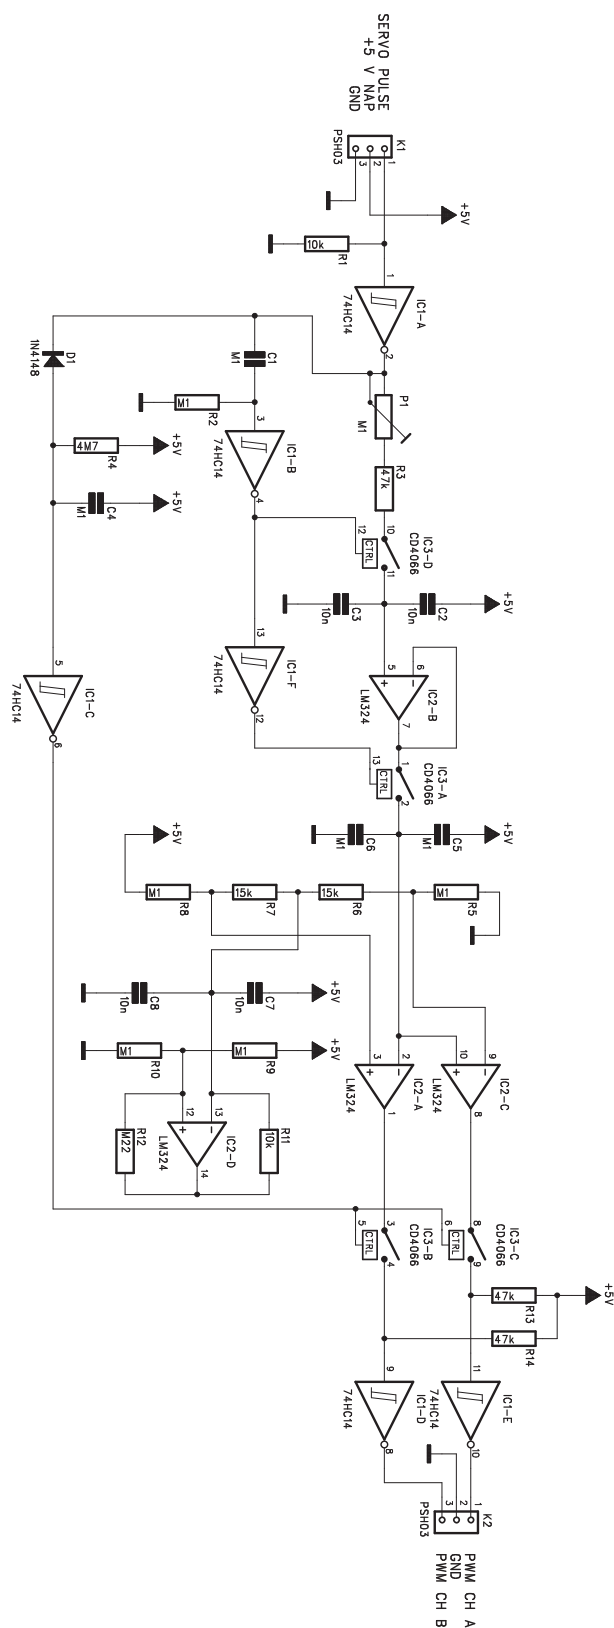 SERVO PULSE
+5 V NAP
GND
K1
PSH03
1
2
3
+5V
R1
10k
1
IC1-A
74HC14
2
P1
M1
R3
47k
10
IC3-D
CD4066
11
12
CTRL
+5V
C2
10n
C3
10n
6
5
IC2-B
LM324
7
1
IC3-A
CD4066
2
13
CTRL
+5V
C5
M1
C6
M1
C1
M1
R2
M1
3
IC1-B
74HC14
4
13
IC1-F
74HC14
12
D1
1N4148
+5V
R4
4M7
+5V
C4
M1
5
IC1-C
74HC14
6
+5V
R8
M1
R7
15k
R6
15k
R5
M1
+5V
C7
10n
C8
10n
+5V
R9
M1
R10
M1
9
10
IC2-C
LM324
8
2
3
IC2-A
LM324
1
13
12
IC2-D
LM324
14
R11
10k
R12
M22
8
IC3-C
CD4066
9
6
CTRL
3
IC3-B
CD4066
4
5
CTRL
+5V
R13
47k
R14
47k
11
IC1-E
74HC14
10
9
IC1-D
74HC14
8
K2
PSH03
1
2
3
PWM CH A
GND
PWM CH B